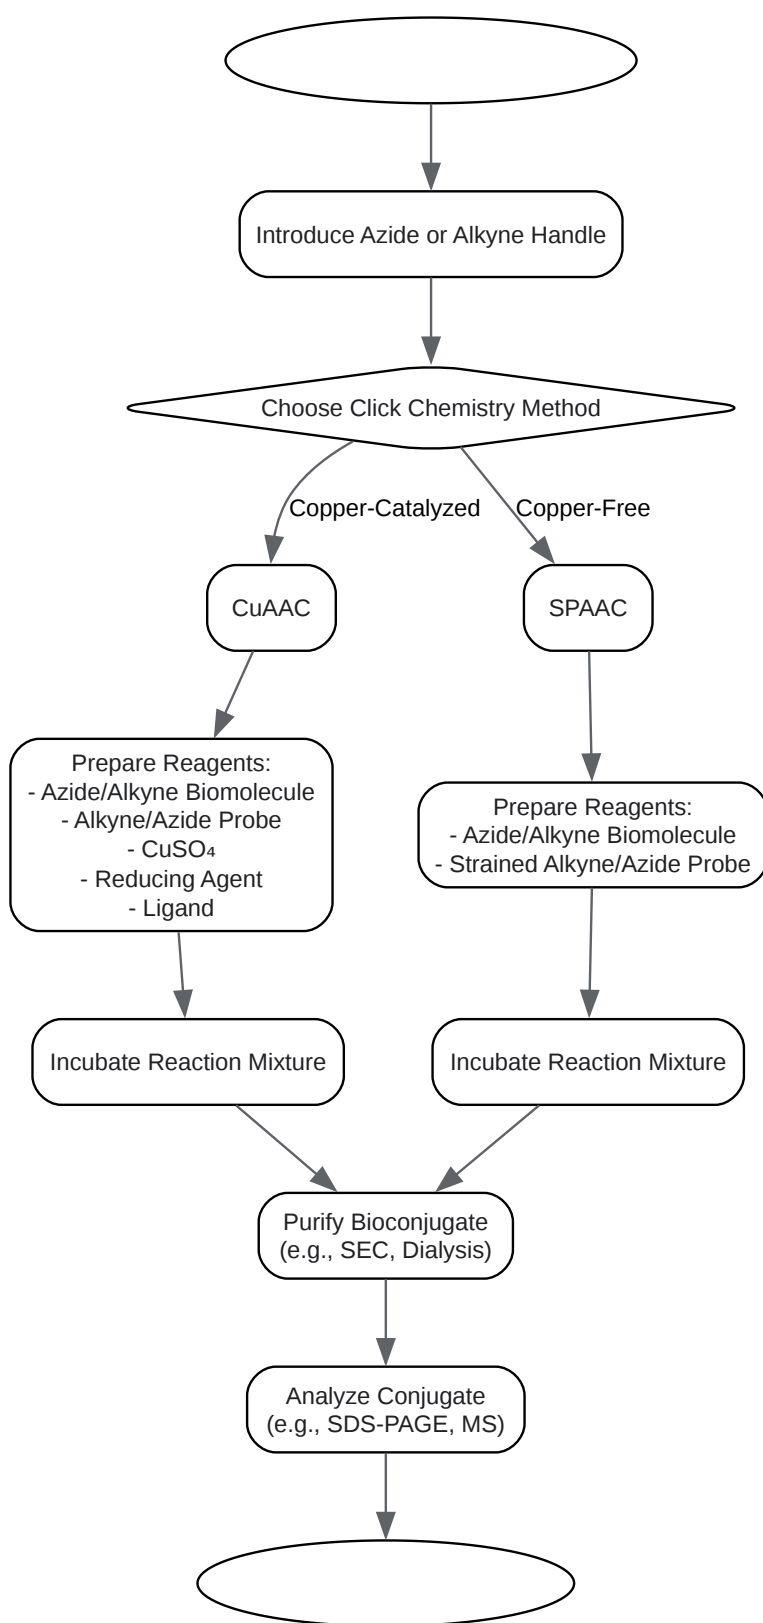 Introduce Azide or Alkyne Handle
Choose Click Chemistry Method
Copper-Catalyzed
Copper-Free
CuAAC
SPAAC
Prepare Reagents:
- Azide/Alkyne Biomolecule
- Alkyne/Azide Probe
- CuSO₄
- Reducing Agent
- Ligand
Prepare Reagents:
- Azide/Alkyne Biomolecule
- Strained Alkyne/Azide Probe
Incubate Reaction Mixture
Incubate Reaction Mixture
Purify Bioconjugate
(e.g., SEC, Dialysis)
Analyze Conjugate
(e.g., SDS-PAGE, MS)